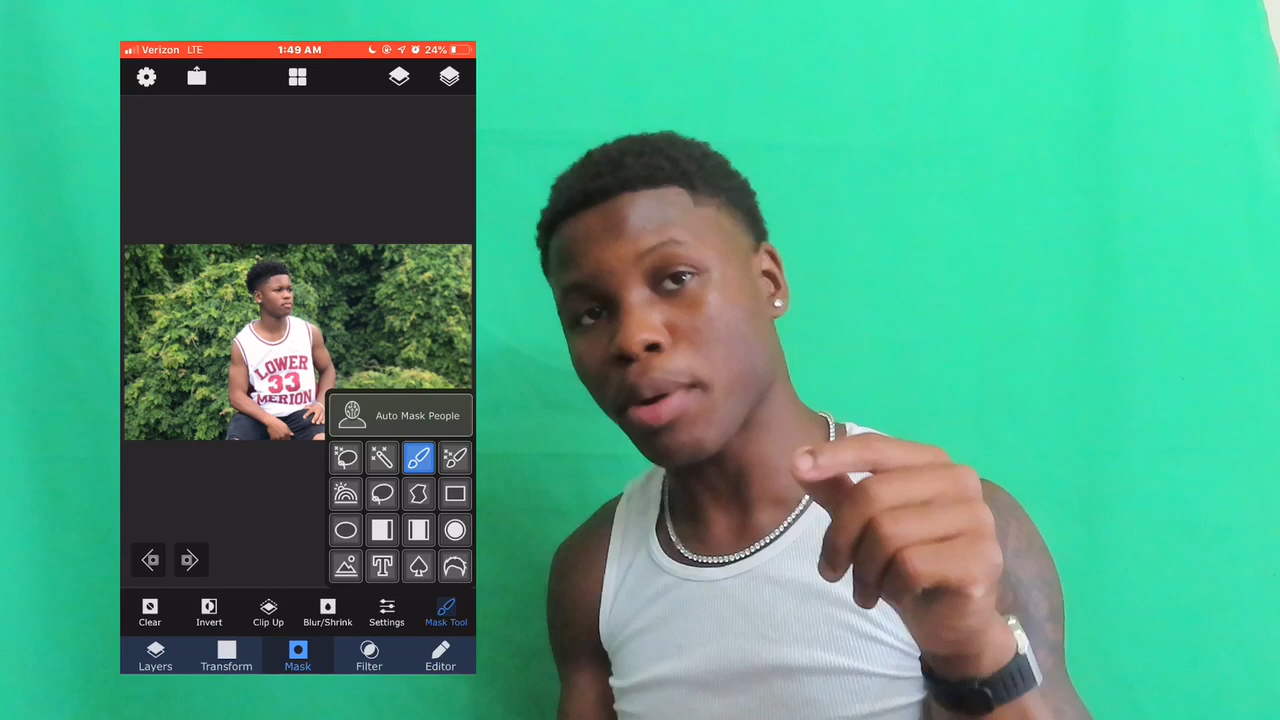 Verizon LTE 1:49 AM 24%
LOWER
33
MERION
Auto Mask People
T
Clear Invert Clip Up Blur/Shrink Settings Mask Tool
Layers Transform Mask Filter Editor